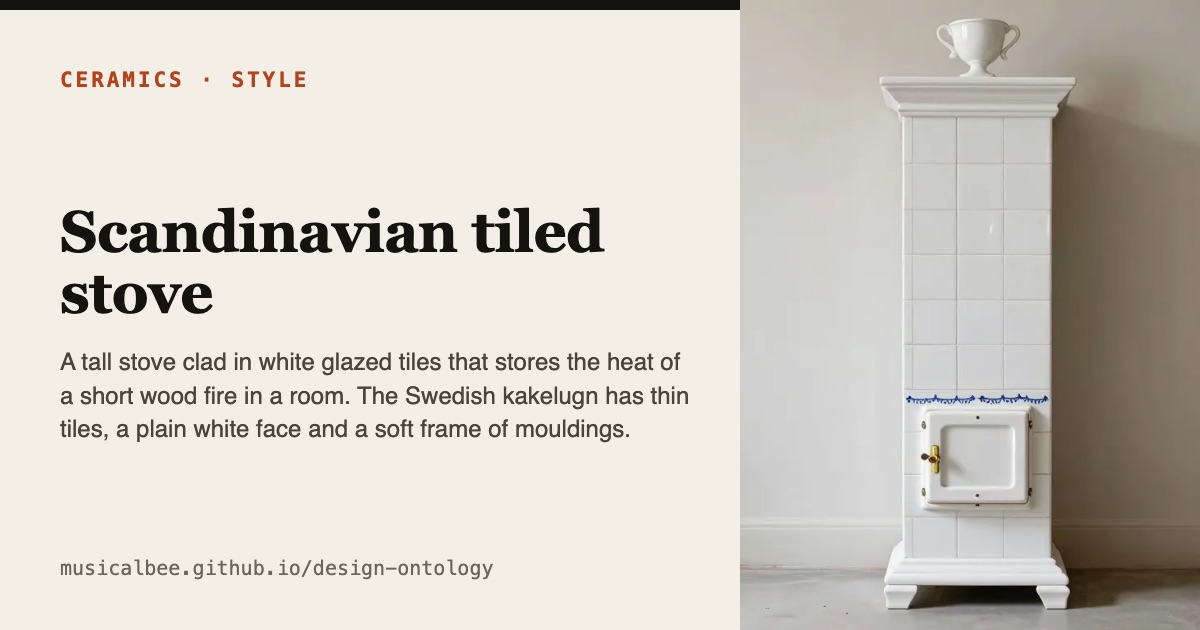 CERAMICS · STYLE
Scandinavian tiled
stove
A tall stove clad in white glazed tiles that stores the heat of
a short wood fire in a room. The Swedish kakelugn has thin
tiles, a plain white face and a soft frame of mouldings.
musicalbee.github.io/design-ontology